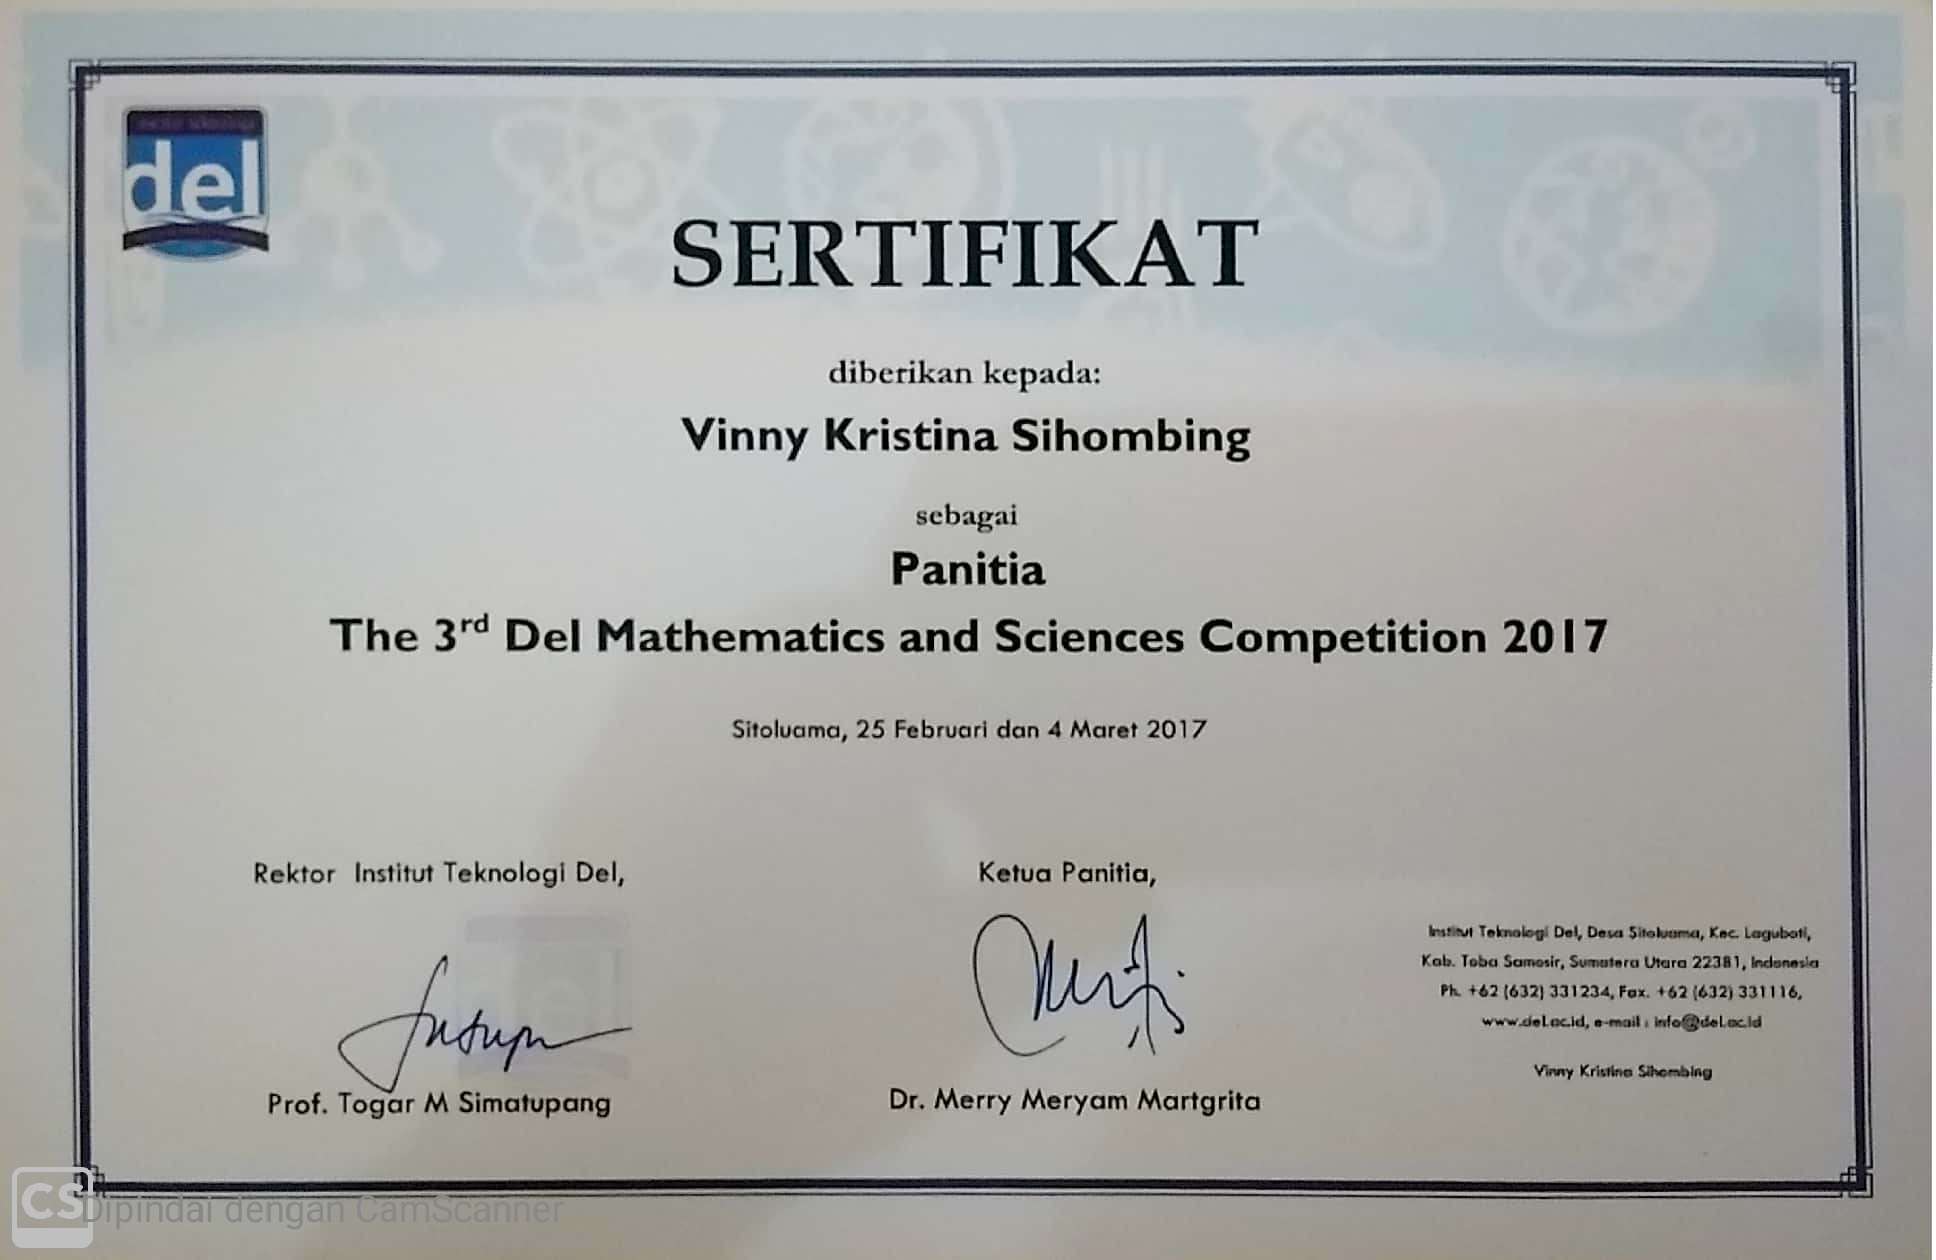 del
SERTIFIKAT
diberikan kepada:
Vinny Kristina Sihombing
sebagai
Panitia
The 3rd Del Mathematics and Sciences Competition 2017
Sitoluama, 25 Februari dan 4 Maret 2017
Rektor Institut Teknologi Del,
Prof. Togar M Simatupang
Ketua Panitia,
Dr. Merry Meryam Martgrita
Institut Teknologi Del, Desa Sitoluama, Kec. Laguboti,
Kab. Toba Samosir, Sumatera Utara 22381, Indonesia
Ph. +62 (632) 331234, Fax. +62 (632) 331116,
www.del.ac.id, e-mail : info@del.ac.id
Vinny Kristina Sihombing
CS Dipindai dengan CamScanner